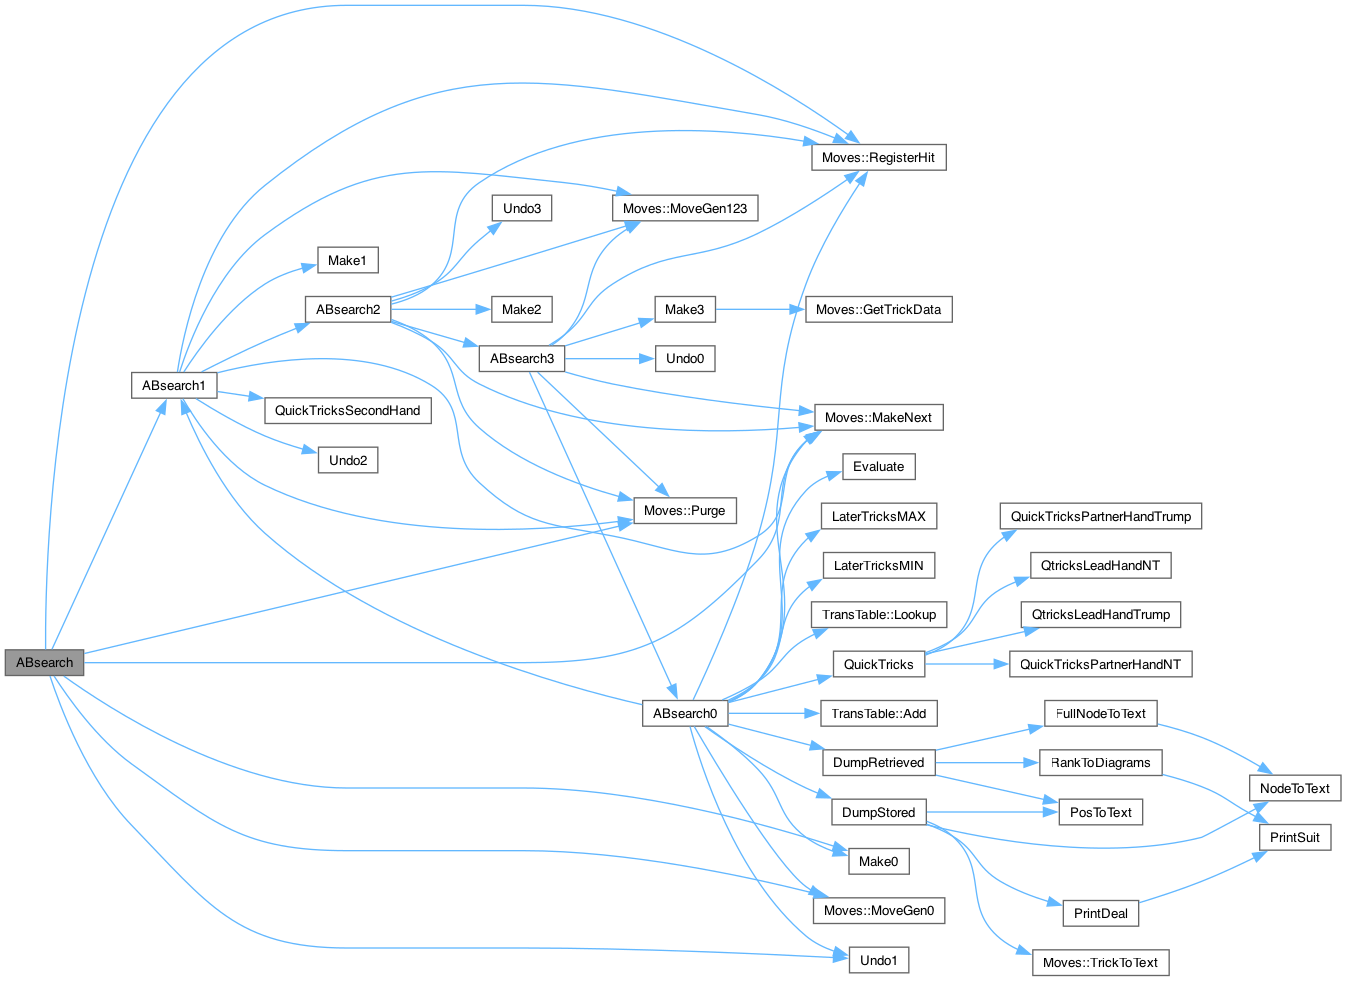 Moves::RegisterHit
Undo3
Moves::MoveGen123
Make1
ABsearch2
Make2
Make3
Moves::GetTrickData
ABsearch3
Undo0
ABsearch1
QuickTricksSecondHand
Moves::MakeNext
Undo2
Evaluate
Moves::Purge
LaterTricksMAX
QuickTricksPartnerHandTrump
LaterTricksMIN
QtricksLeadHandNT
TransTable::Lookup
QtricksLeadHandTrump
ABsearch
QuickTricks
QuickTricksPartnerHandNT
ABsearch0
TransTable::Add
FullNodeToText
DumpRetrieved
RankToDiagrams
NodeToText
DumpStored
PosToText
PrintSuit
Make0
Moves::MoveGen0
PrintDeal
Undo1
Moves::TrickToText